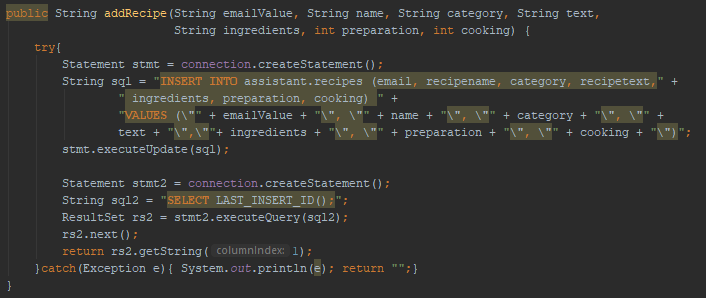 public String addRecipe(String emailValue, String name, String category, String text,
String ingredients, int preparation, int cooking) {
try{
Statement stmt = connection.createStatement();
String sql = "INSERT INTO assistant.recipes (email, recipename, category, recipetext," +
" ingredients, preparation, cooking) " +
"VALUES (\"" + emailValue + "\", \"" + name + "\", \"" + category + "\", \"" +
text + "\",\""+ ingredients + "\", \"" + preparation + "\", \"" + cooking + "\")";
stmt.executeUpdate(sql);
Statement stmt2 = connection.createStatement();
String sql2 = "SELECT LAST_INSERT_ID();";
ResultSet rs2 = stmt2.executeQuery(sql2);
rs2.next();
return rs2.getString( columnIndex: 1);
}catch(Exception e){ System.out.println(e); return "";}
}